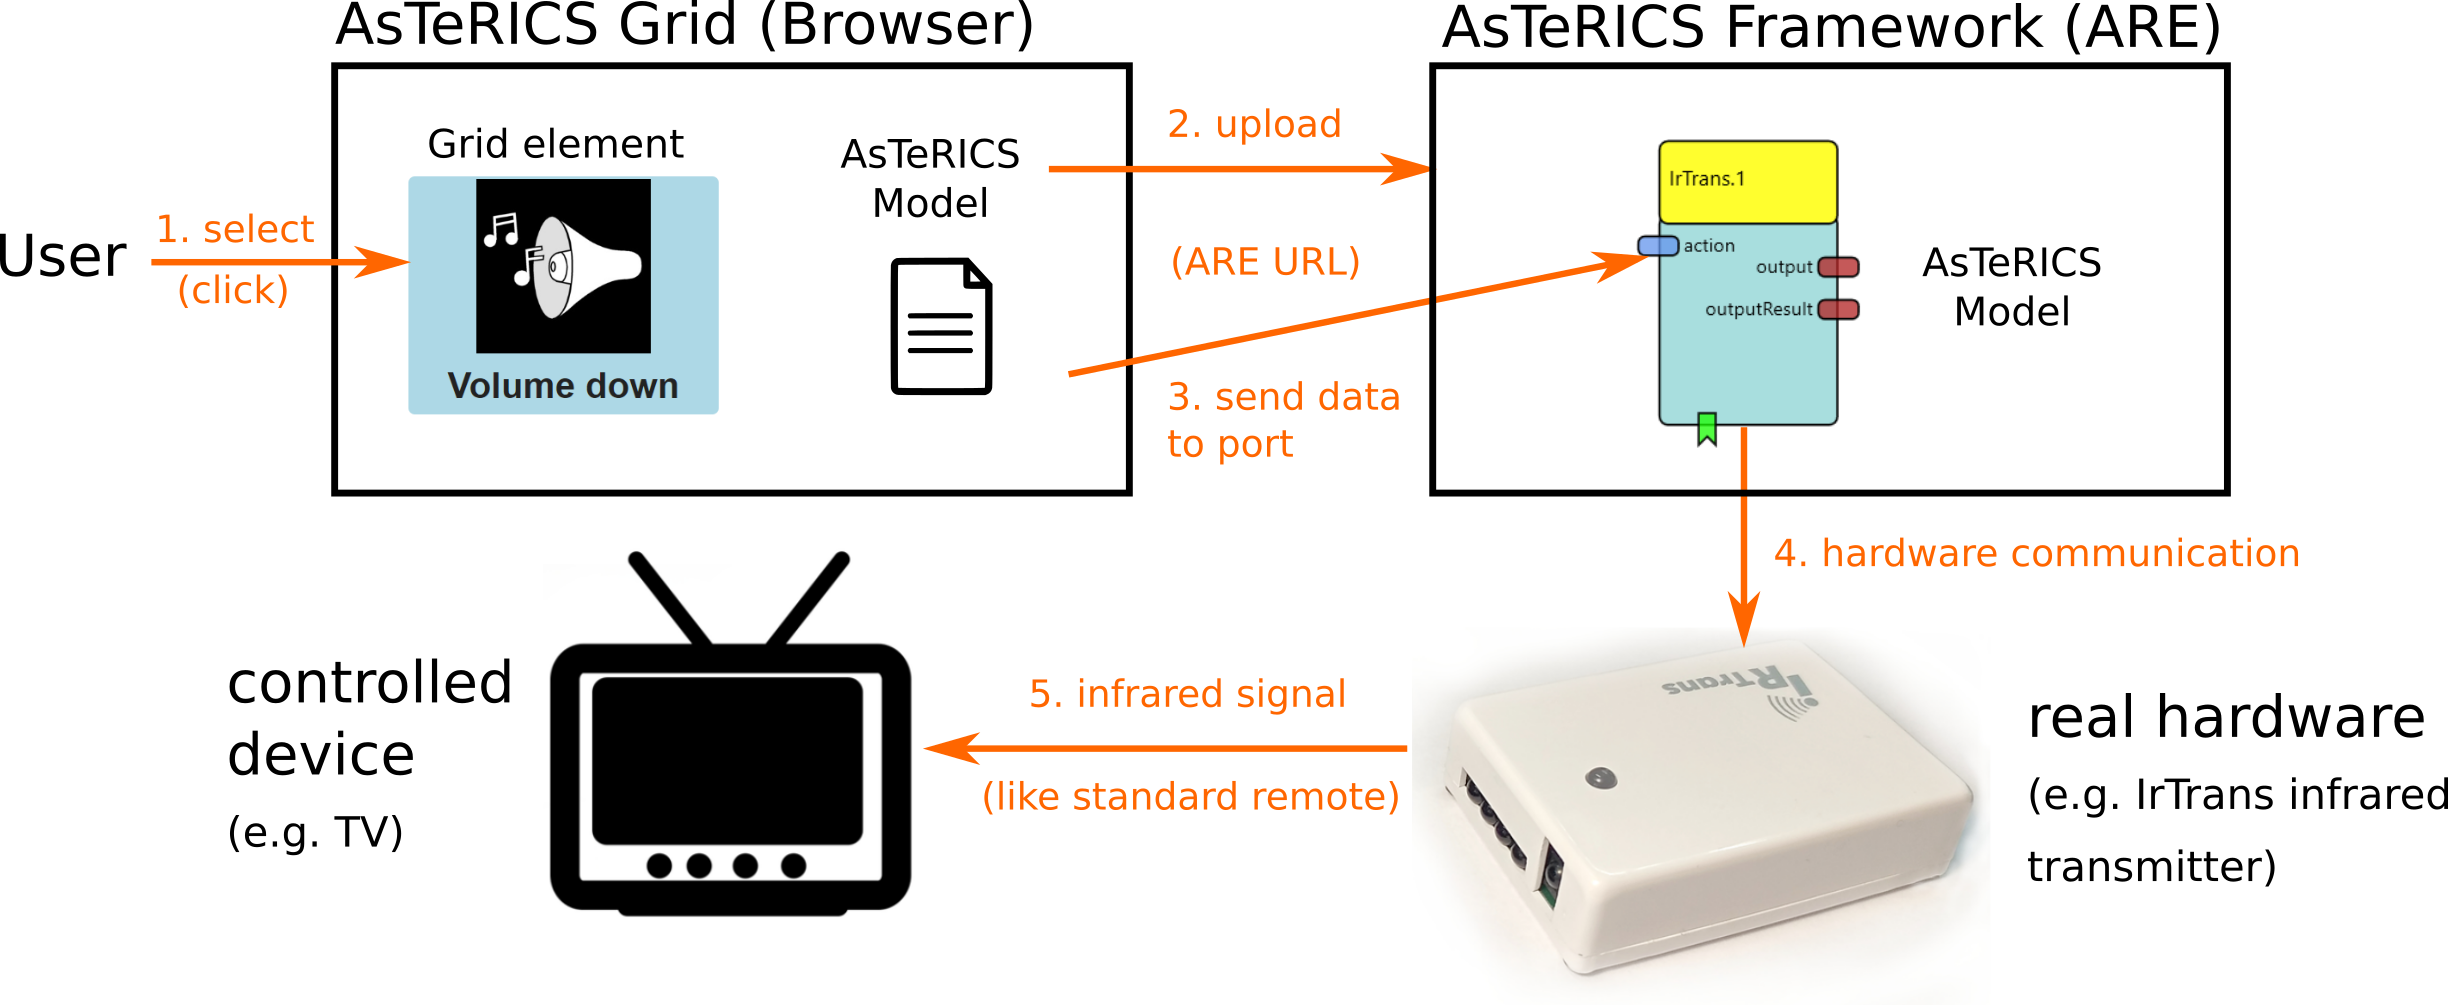 AsTeRICS Grid (Browser)
AsTeRICS Framework (ARE)
User
1. select
(click)
Grid element
Volume down
AsTeRICS
Model
2. upload
(ARE URL)
3. send data
to port
IrTrans.1
action
output
outputResult
AsTeRICS
Model
4. hardware communication
IRTrans
real hardware
(e.g. IrTrans infrared
transmitter)
5. infrared signal
(like standard remote)
controlled
device
(e.g. TV)